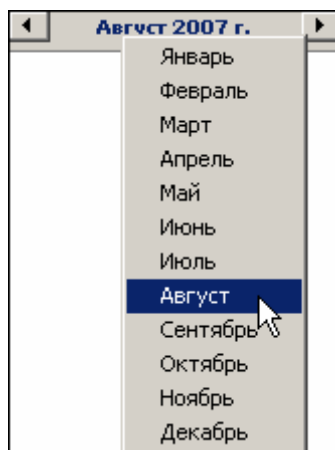 Август 2007 г.
Январь
Февраль
Март
Апрель
Май
Июнь
Июль
Август
Сентябрь
Октябрь
Ноябрь
Декабрь